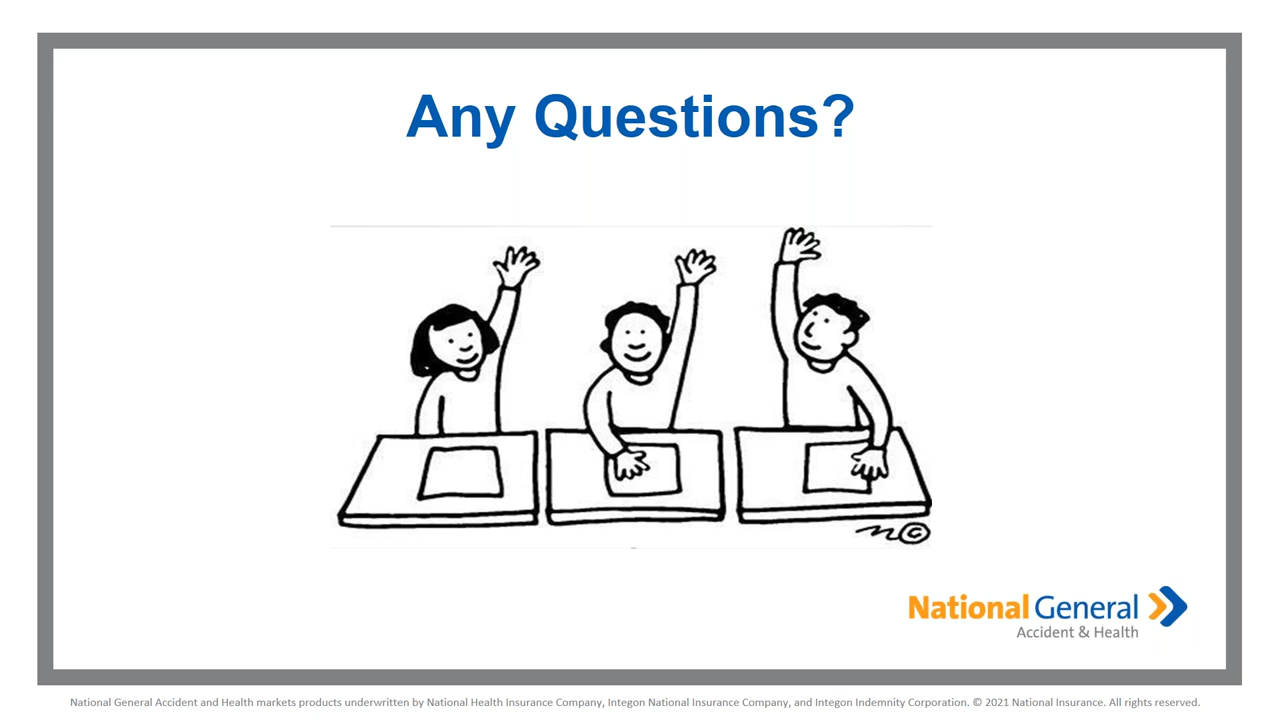 Any Questions?
National General
Accident & Health
National General Accident and Health markets products underwritten by National Health Insurance Company, Integon National Insurance Company, and Integon Indemnity Corporation. © 2021 National Insurance. All rights reserved.